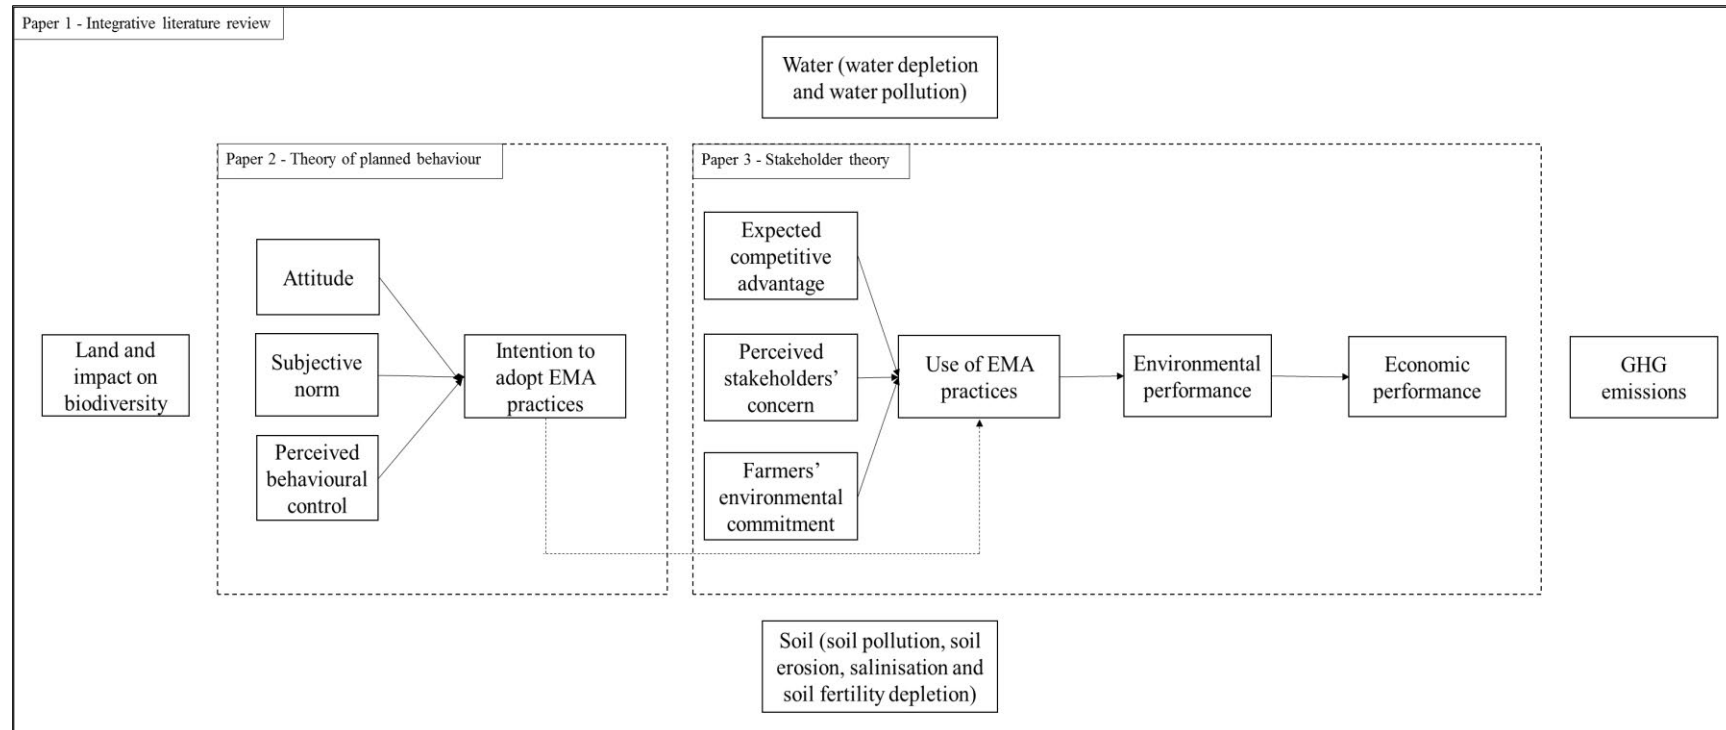 Paper 1 - Integrative literature review
Water (water depletion
and water pollution)
Paper 2 - Theory of planned behaviour
Paper 3 - Stakeholder theory
Land and
impact on
biodiversity
Attitude
Subjective
norm
Perceived
behavioural
control
Intention to
adopt EMA
practices
Expected
competitive
advantage
Perceived
stakeholders’
concern
Farmers’
environmental
commitment
Use of EMA
practices
Environmental
performance
Economic
performance
GHG
emissions
Soil (soil pollution, soil
erosion, salinisation and
soil fertility depletion)